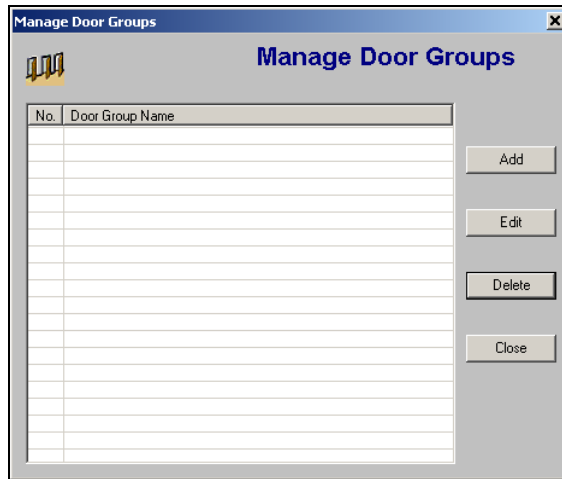 Manage Door Groups
Manage Door Groups
No. Door Group Name
Add
Edit
Delete
Close